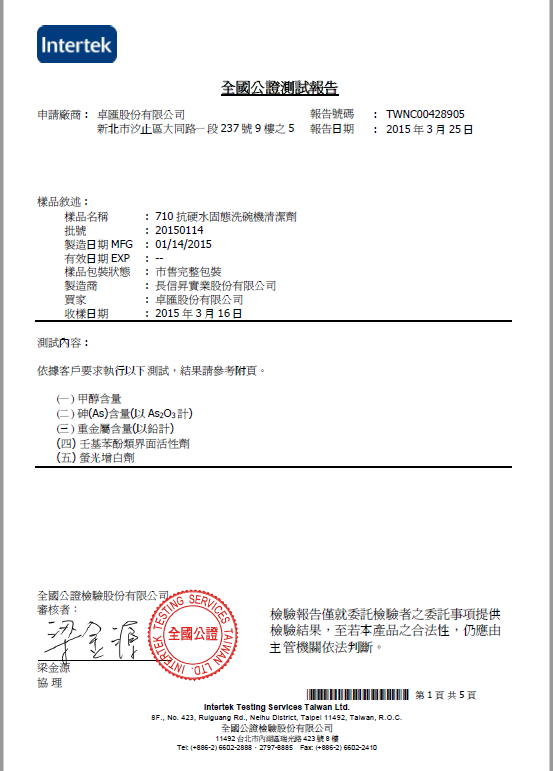 Intertek
全國公證測試報告
申請廠商： 卓匯股份有限公司 報告號碼 ： TWNC00428905
新北市汐止區大同路一段 237 號 9 樓之 5 報告日期 ： 2015 年 3 月 25 日
樣品敘述：
樣品名稱 ： 710 抗硬水固態洗碗機清潔劑
批號 ： 20150114
製造日期 MFG ： 01/14/2015
有效日期 EXP ： --
樣品包裝狀態 ： 市售完整包裝
製造商 ： 長信昇實業股份有限公司
買家 ： 卓匯股份有限公司
收樣日期 ： 2015 年 3 月 16 日
測試內容：
依據客戶要求執行以下測試，結果請參考附頁。
(一) 甲醇含量
(二) 砷(As)含量(以 As₂O₃ 計)
(三) 重金屬含量(以鉛計)
(四) 壬基苯酚類界面活性劑
(五) 螢光增白劑
全國公證檢驗股份有限公司
審核者：
梁金源
梁金源
協 理
INTERTEK TESTING SERVICES TAIWAN LTD.
全國公證
檢驗報告僅就委託檢驗者之委託事項提供
檢驗結果，至若本產品之合法性，仍應由
主管機關依法判斷。
第 1 頁 共 5 頁
Intertek Testing Services Taiwan Ltd.
8F., No. 423, Ruiguang Rd., Neihu District, Taipei 11492, Taiwan, R.O.C.
全國公證檢驗股份有限公司
11492 台北市內湖區瑞光路 423 號 8 樓
Tel: (+886-2) 6602-2888 · 2797-8885 Fax: (+886-2) 6602-2410